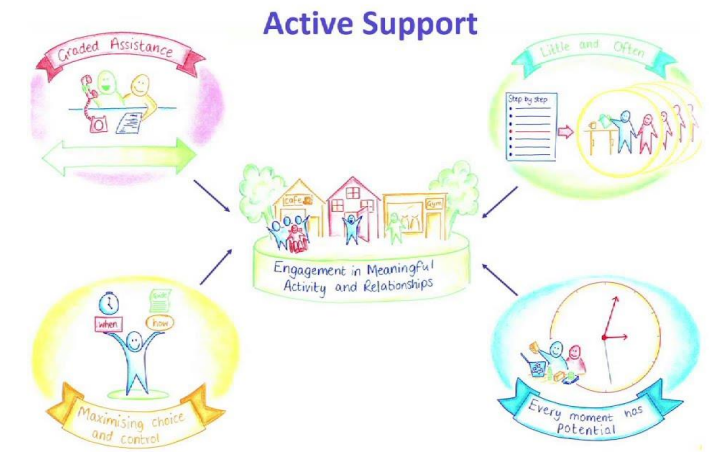 Active Support
Graded Assistance
Little and Often
Step by step
Cafe
Gym
Engagement in Meaningful
Activity and Relationships
when
how
Maximising choice
and control
Every moment has
potential